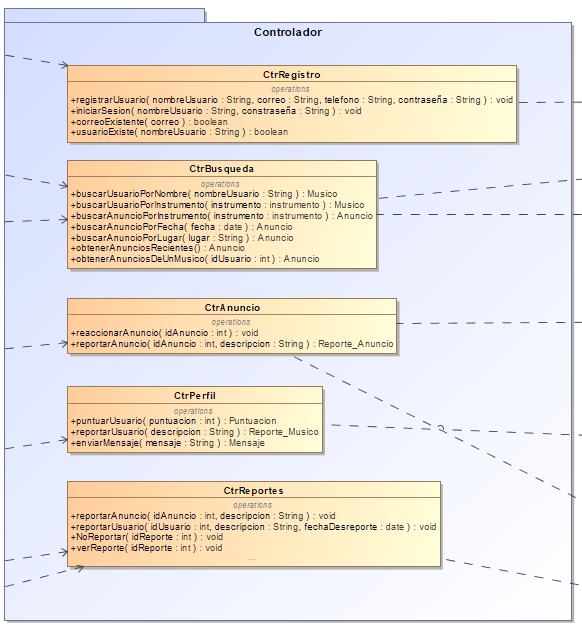 Controlador
CtrRegistro
operations
+registrarUsuario( nombreUsuario : String, correo : String, telefono : String, contraseña : String ) : void
+iniciarSesion( nombreUsuario : String, constraseña : String ) : void
+correoExistente( correo ) : boolean
+usuarioExiste( nombreUsuario : String ) : boolean
CtrBusqueda
operations
+buscarUsuarioPorNombre( nombreUsuario : String ) : Musico
+buscarUsuarioPorInstrumento( instrumento : instrumento ) : Musico
+buscarAnuncioPorInstrumento( instrumento : instrumento ) : Anuncio
+buscarAnuncioPorFecha( fecha : date ) : Anuncio
+buscarAnuncioPorLugar( lugar : String ) : Anuncio
+obtenerAnunciosRecientes() : Anuncio
+obtenerAnunciosDeUnMusico( idUsuario : int ) : Anuncio
CtrAnuncio
operations
+reaccionarAnuncio( idAnuncio : int ) : void
+reportarAnuncio( idAnuncio : int, descripcion : String ) : Reporte_Anuncio
CtrPerfil
operations
+puntuarUsuario( puntuacion : int ) : Puntuacion
+reportarUsuario( descripcion : String ) : Reporte_Musico
+enviarMensaje( mensaje : String ) : Mensaje
CtrReportes
operations
+reportarAnuncio( idAnuncio : int, descripcion : String ) : void
+reportarUsuario( idUsuario : int, descripcion : String, fechaDesreporte : date ) : void
+NoReportar( idReporte : int ) : void
+verReporte( idReporte : int ) : void
...